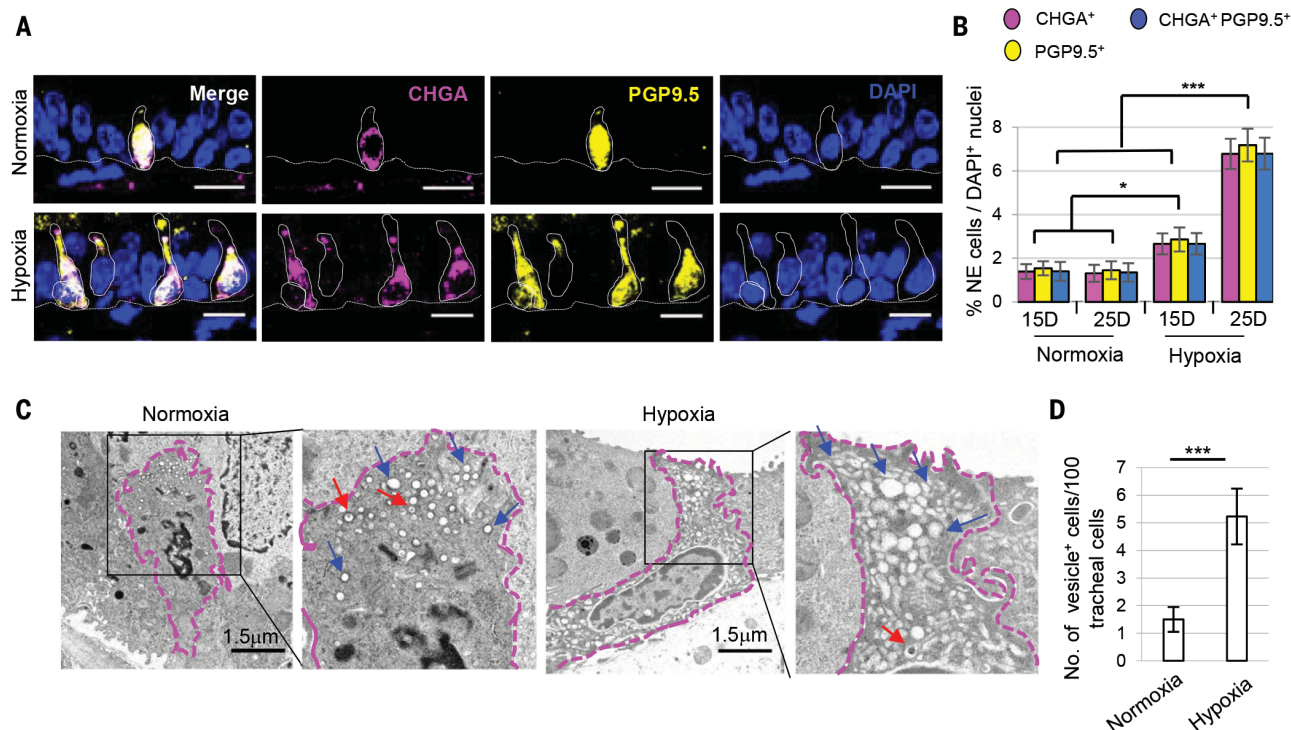 A
Normoxia
Merge
CHGA
PGP9.5
DAPI
Hypoxia
B
CHGA⁺
CHGA⁺ PGP9.5⁺
PGP9.5⁺
% NE cells / DAPI⁺ nuclei
8
6
4
2
0
***
*
15D 25D 15D 25D
Normoxia Hypoxia
C
Normoxia
Hypoxia
1.5µm
1.5µm
D
No. of vesicle⁺ cells/100
tracheal cells
***
7
6
5
4
3
2
1
0
Normoxia
Hypoxia